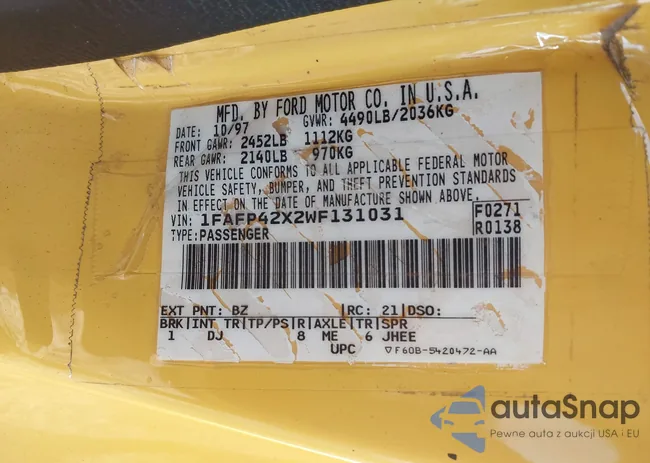 MFD. BY FORD MOTOR CO. IN U.S.A.
DATE: 10/97 GVWR: 4490LB/2036KG
FRONT GAWR: 2452LB 1112KG
REAR GAWR: 2140LB 970KG
THIS VEHICLE CONFORMS TO ALL APPLICABLE FEDERAL MOTOR
VEHICLE SAFETY, BUMPER, AND THEFT PREVENTION STANDARDS
IN EFFECT ON THE DATE OF MANUFACTURE SHOWN ABOVE.
VIN: 1FAFP42X2WF131031 F0271
TYPE: PASSENGER R0138
EXT PNT: BZ |RC: 21|DSO:
BRK|INT TR|TP/PS|R|AXLE|TR|SPR
1 DJ 8 ME 6 JHEE
UPC ▽F60B-5420472-AA
autaSnap
Pewne auta z aukcji USA i EU